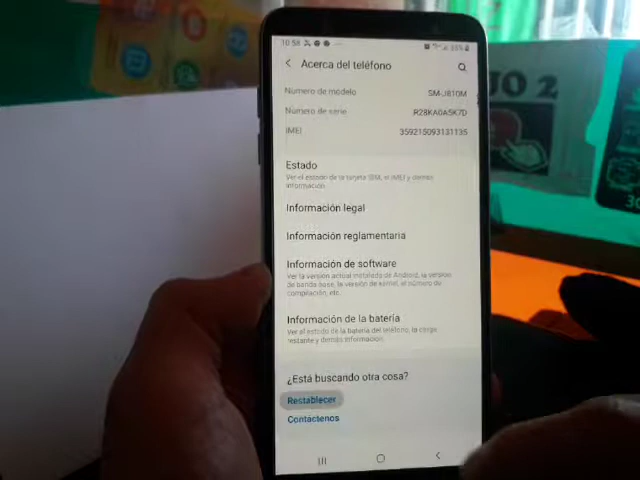 10:58
Acerca del teléfono
Número de modelo SM-J810M
Número de serie R28KA0A5K7D
IMEI 359215093131135
Estado
Ver el estado de la tarjeta SIM, el IMEI y demás
información.
Información legal
Información reglamentaria
Información de software
Ver la versión actual instalada de Android, la versión
de banda base, la versión de kernel, el número de
compilación, etc.
Información de la batería
Ver el estado de la batería del teléfono, la carga
restante y demás información.
¿Está buscando otra cosa?
Restablecer
Contáctenos
JO 2